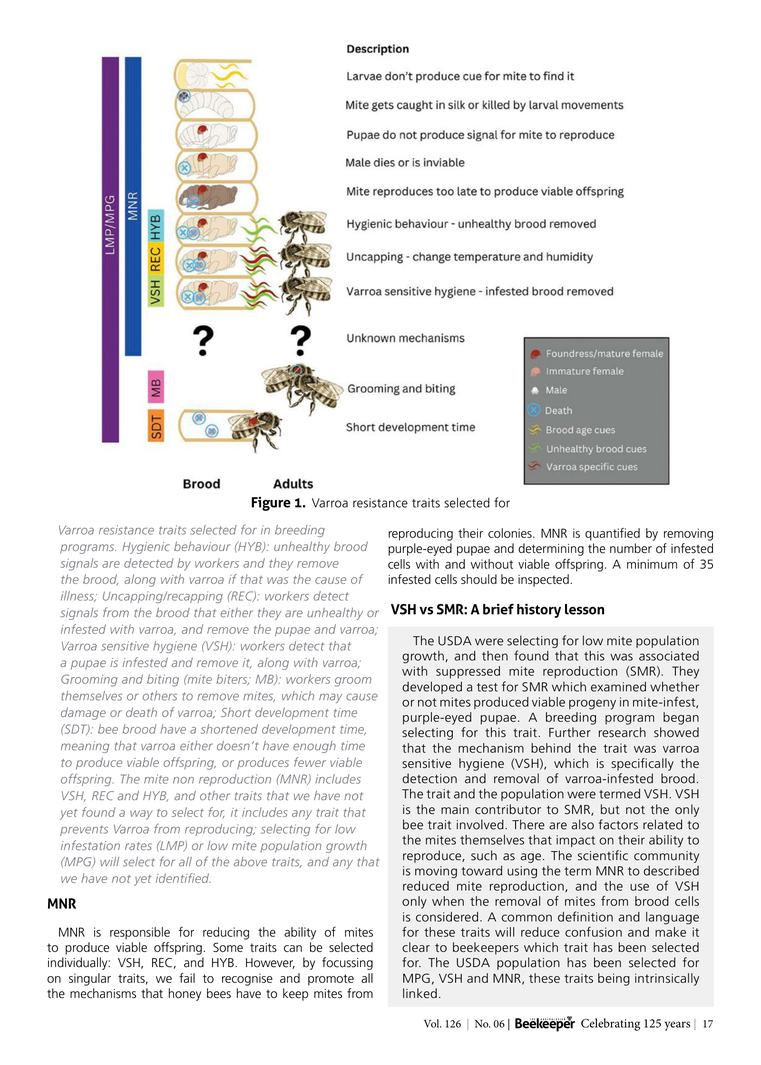 Description
Larvae don't produce cue for mite to find it
Mite gets caught in silk or killed by larval movements
Pupae do not produce signal for mite to reproduce
Male dies or is inviable
Mite reproduces too late to produce viable offspring
Hygienic behaviour - unhealthy brood removed
Uncapping - change temperature and humidity
Varroa sensitive hygiene - infested brood removed
Unknown mechanisms
Grooming and biting
Short development time
LMP/MPG
MNR
HYB
REC
VSH
MB
SDT
?
?
Foundress/mature female
Immature female
Male
Death
Brood age cues
Unhealthy brood cues
Varroa specific cues
Brood
Adults
Figure 1. Varroa resistance traits selected for
Varroa resistance traits selected for in breeding
programs. Hygienic behaviour (HYB): unhealthy brood
signals are detected by workers and they remove
the brood, along with varroa if that was the cause of
illness; Uncapping/recapping (REC): workers detect
signals from the brood that either they are unhealthy or
infested with varroa, and remove the pupae and varroa;
Varroa sensitive hygiene (VSH): workers detect that
a pupae is infested and remove it, along with varroa;
Grooming and biting (mite biters; MB): workers groom
themselves or others to remove mites, which may cause
damage or death of varroa; Short development time
(SDT): bee brood have a shortened development time,
meaning that varroa either doesn't have enough time
to produce viable offspring, or produces fewer viable
offspring. The mite non reproduction (MNR) includes
VSH, REC and HYB, and other traits that we have not
yet found a way to select for, it includes any trait that
prevents Varroa from reproducing; selecting for low
infestation rates (LMP) or low mite population growth
(MPG) will select for all of the above traits, and any that
we have not yet identified.
MNR
MNR is responsible for reducing the ability of mites
to produce viable offspring. Some traits can be selected
individually: VSH, REC, and HYB. However, by focussing
on singular traits, we fail to recognise and promote all
the mechanisms that honey bees have to keep mites from
reproducing their colonies. MNR is quantified by removing
purple-eyed pupae and determining the number of infested
cells with and without viable offspring. A minimum of 35
infested cells should be inspected.
VSH vs SMR: A brief history lesson
The USDA were selecting for low mite population
growth, and then found that this was associated
with suppressed mite reproduction (SMR). They
developed a test for SMR which examined whether
or not mites produced viable progeny in mite-infest,
purple-eyed pupae. A breeding program began
selecting for this trait. Further research showed
that the mechanism behind the trait was varroa
sensitive hygiene (VSH), which is specifically the
detection and removal of varroa-infested brood.
The trait and the population were termed VSH. VSH
is the main contributor to SMR, but not the only
bee trait involved. There are also factors related to
the mites themselves that impact on their ability to
reproduce, such as age. The scientific community
is moving toward using the term MNR to described
reduced mite reproduction, and the use of VSH
only when the removal of mites from brood cells
is considered. A common definition and language
for these traits will reduce confusion and make it
clear to beekeepers which trait has been selected
for. The USDA population has been selected for
MPG, VSH and MNR, these traits being intrinsically
linked.
Vol. 126 | No. 06 | Beekeeper Celebrating 125 years | 17